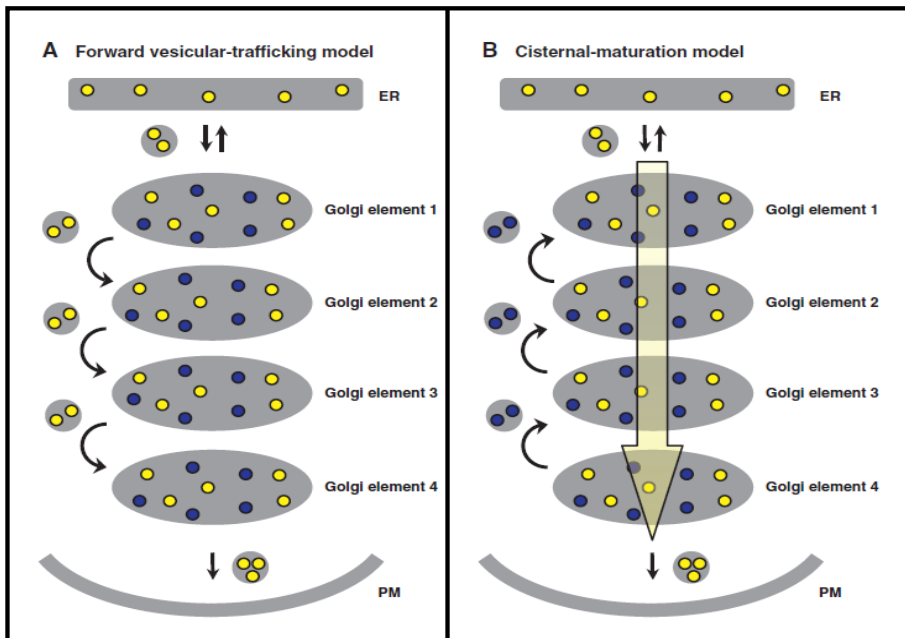 A Forward vesicular-trafficking model
ER
Golgi element 1
Golgi element 2
Golgi element 3
Golgi element 4
PM
B Cisternal-maturation model
ER
Golgi element 1
Golgi element 2
Golgi element 3
Golgi element 4
PM